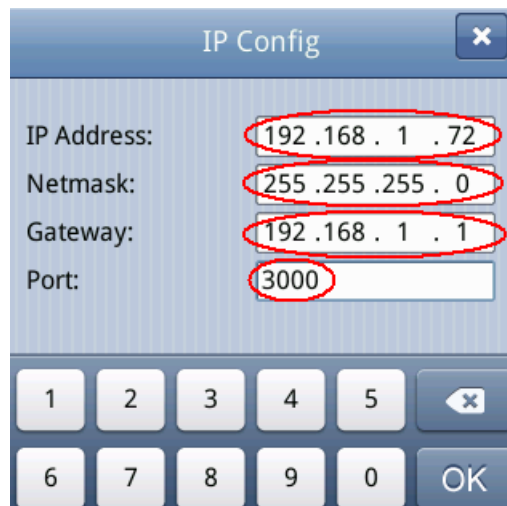 IP Config
IP Address: 192 .168 . 1 . 72
Netmask: 255 .255 .255 . 0
Gateway: 192 .168 . 1 . 1
Port: 3000
1 2 3 4 5
6 7 8 9 0 OK